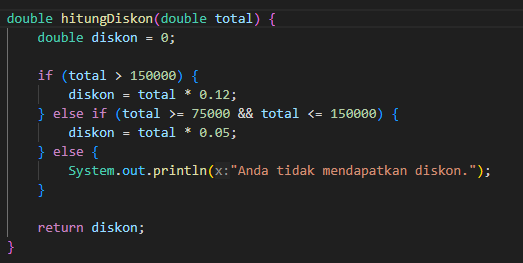 double hitungDiskon(double total) {
    double diskon = 0;

    if (total > 150000) {
        diskon = total * 0.12;
    } else if (total >= 75000 && total <= 150000) {
        diskon = total * 0.05;
    } else {
        System.out.println(x:"Anda tidak mendapatkan diskon.");
    }

    return diskon;
}